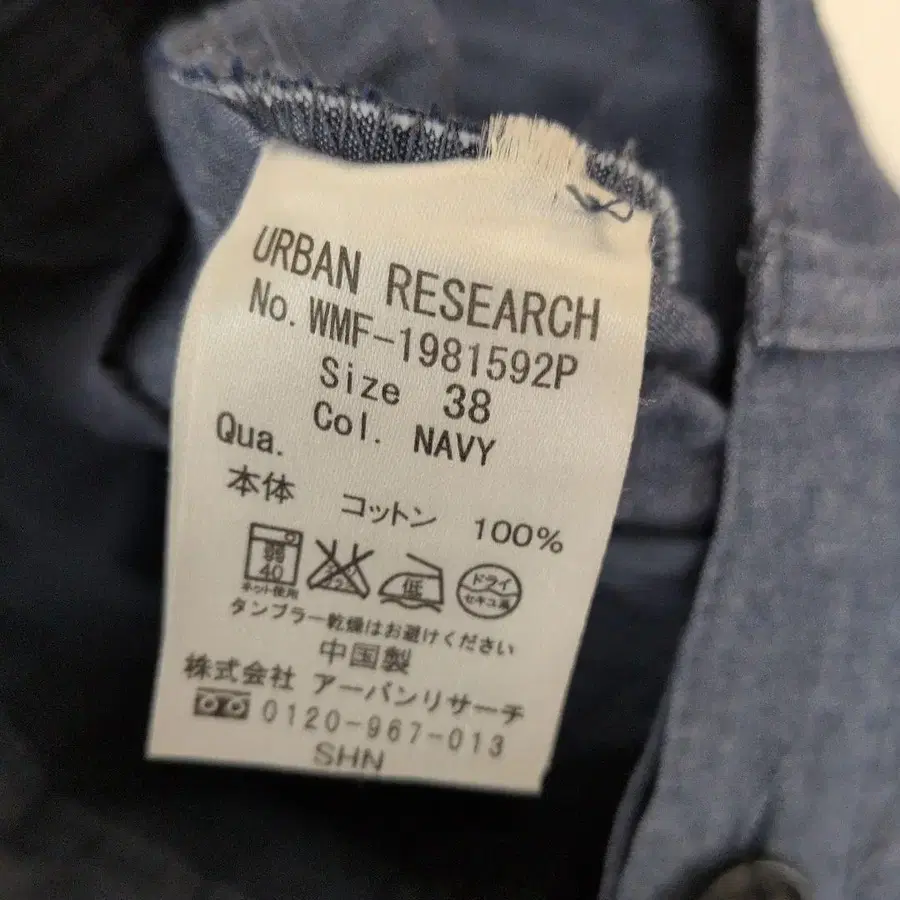 URBAN RESEARCH
No. WMF-1981592P
Size 38
Col. NAVY
Qua.
本体 コットン 100%
弱 40 ネット使用 低 ドライ セキユ系
タンブラー乾燥はお避けください
中国製
株式会社 アーバンリサーチ
0120-967-013
SHN